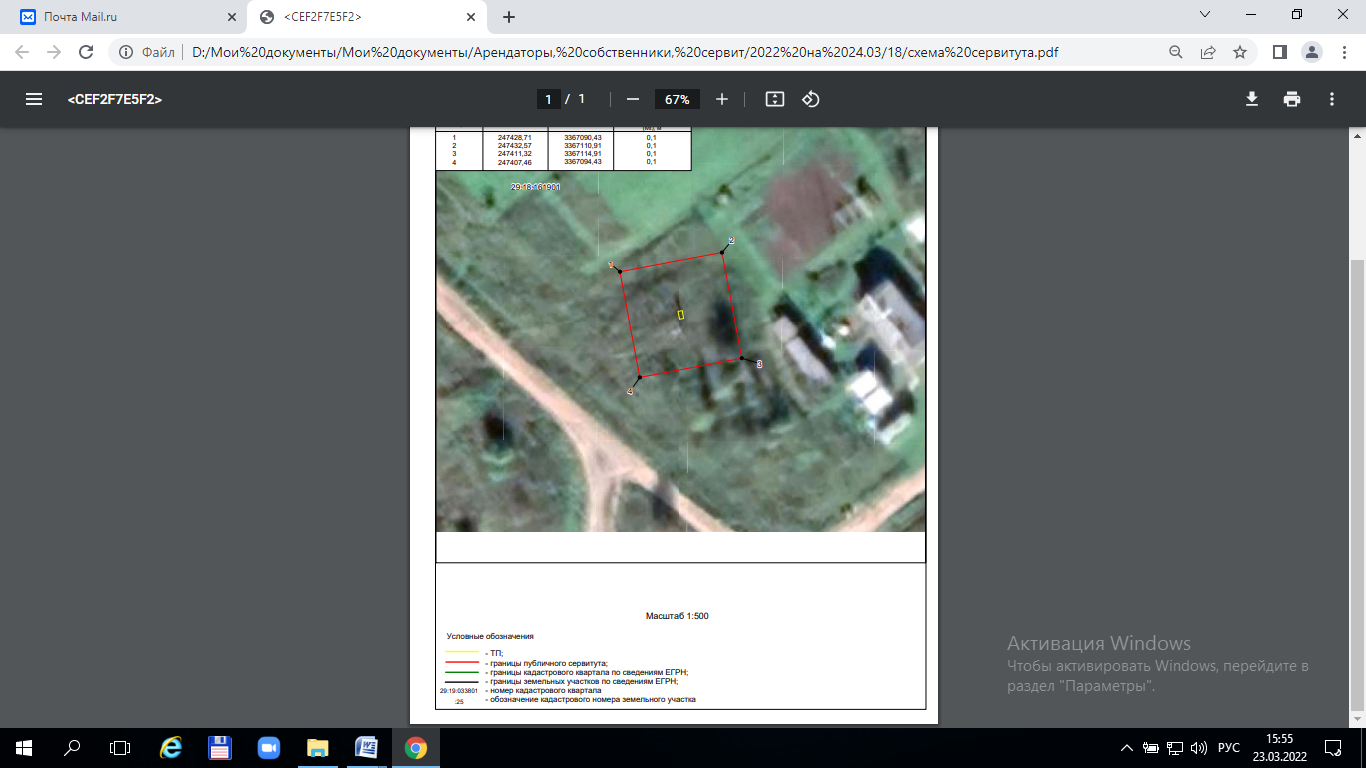 Почта Mail.ru
<CEF2F7E5F2>
Файл
D:/Мои%20документы/Мои%20документы/Арендаторы,%20собственники,%20сервит/2022%20на%2024.03/18/схема%20сервитута.pdf
<CEF2F7E5F2>
1 / 1
67%
(Mt), м
1 247428,71 3367090,43 0,1
2 247432,57 3367110,91 0,1
3 247411,32 3367114,91 0,1
4 247407,46 3367094,43 0,1
2
1
3
4
Масштаб 1:500
Условные обозначения
- ТП;
- границы публичного сервитута;
- границы кадастрового квартала по сведениям ЕГРН;
- границы земельных участков по сведениям ЕГРН;
29:19:033801 - номер кадастрового квартала
:25 - обозначение кадастрового номера земельного участка
Активация Windows
Чтобы активировать Windows, перейдите в
раздел "Параметры".
РУС
15:55
23.03.2022